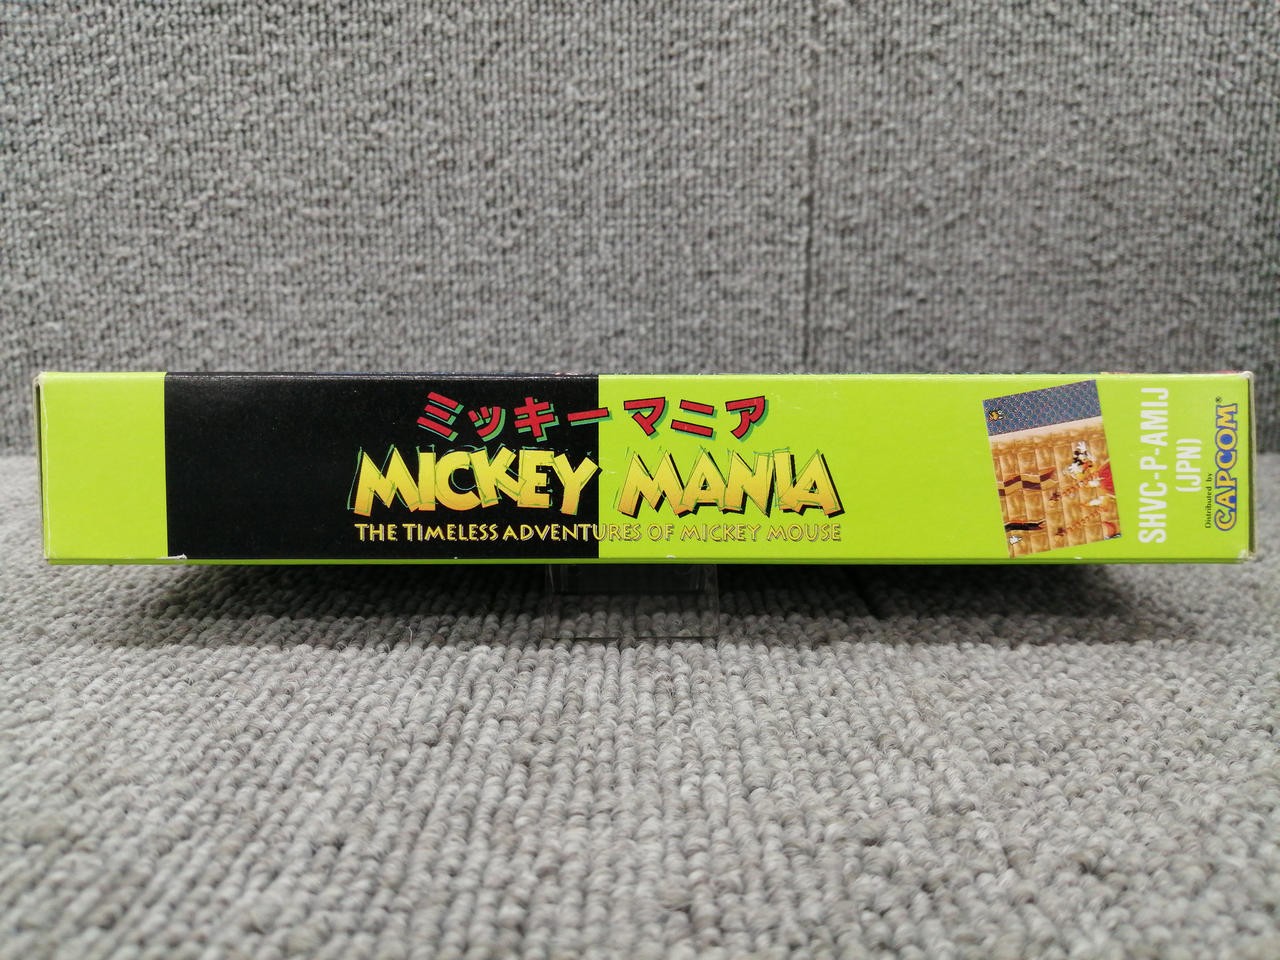 ミッキーマニア
MICKEY MANIA
THE TIMELESS ADVENTURES OF MICKEY MOUSE
SHVC-P-AMIJ
(JPN)
Distributed by
CAPCOM®